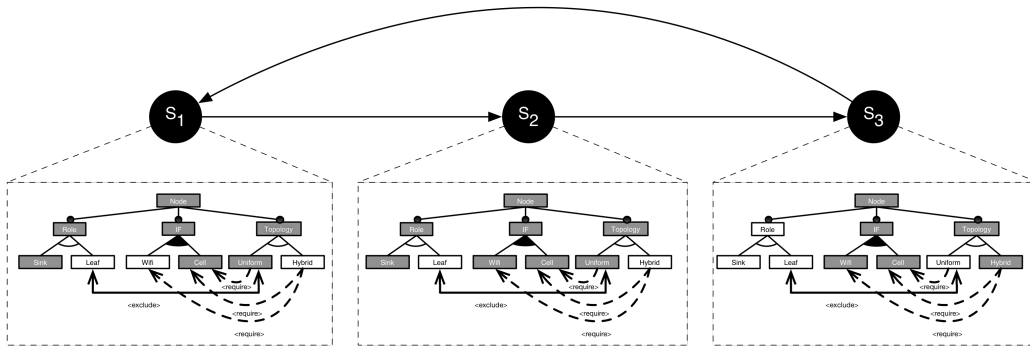 S1
S2
S3
Node
Role IF Topology
Sink Leaf Wifi Cell Uniform Hybrid
<require>
<exclude>
<require>
<require>
Node
Role IF Topology
Sink Leaf Wifi Cell Uniform Hybrid
<require>
<exclude>
<require>
<require>
Node
Role IF Topology
Sink Leaf Wifi Cell Uniform Hybrid
<require>
<exclude>
<require>
<require>